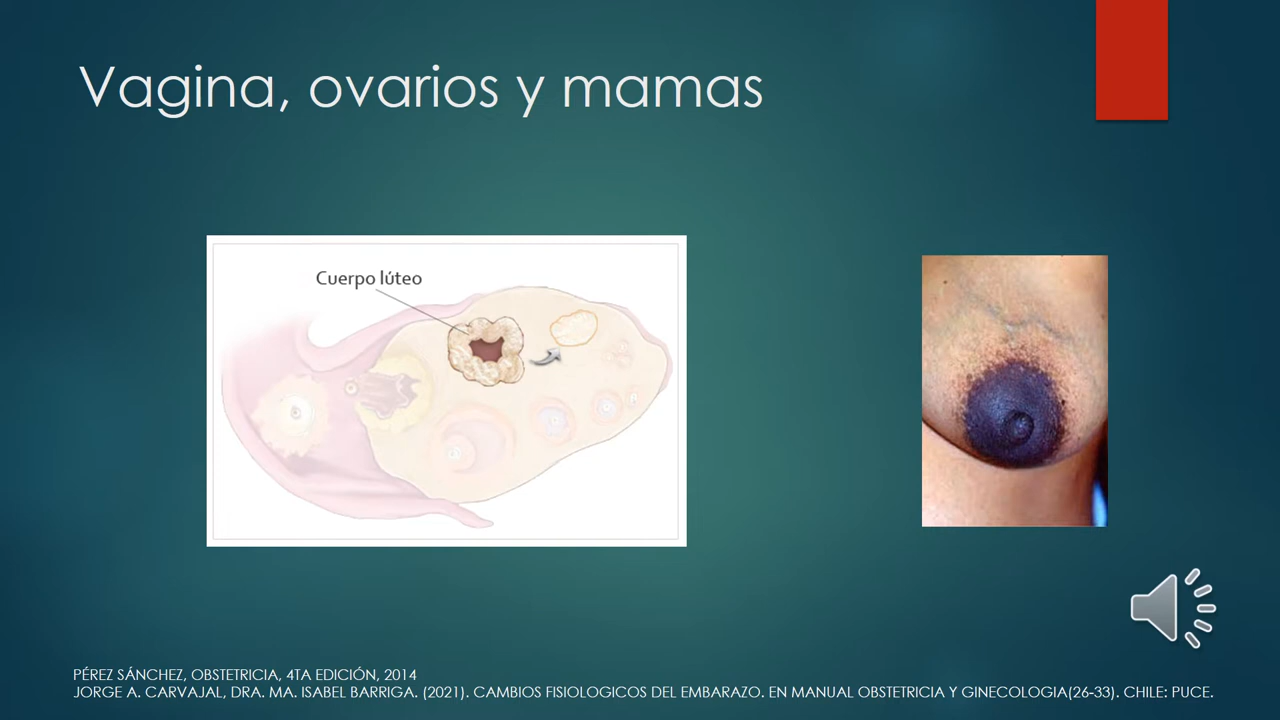 Vagina, ovarios y mamas
Cuerpo lúteo
PÉREZ SÁNCHEZ, OBSTETRICIA, 4TA EDICIÓN, 2014
JORGE A. CARVAJAL, DRA. MA. ISABEL BARRIGA. (2021). CAMBIOS FISIOLOGICOS DEL EMBARAZO. EN MANUAL OBSTETRICIA Y GINECOLOGIA(26-33). CHILE: PUCE.